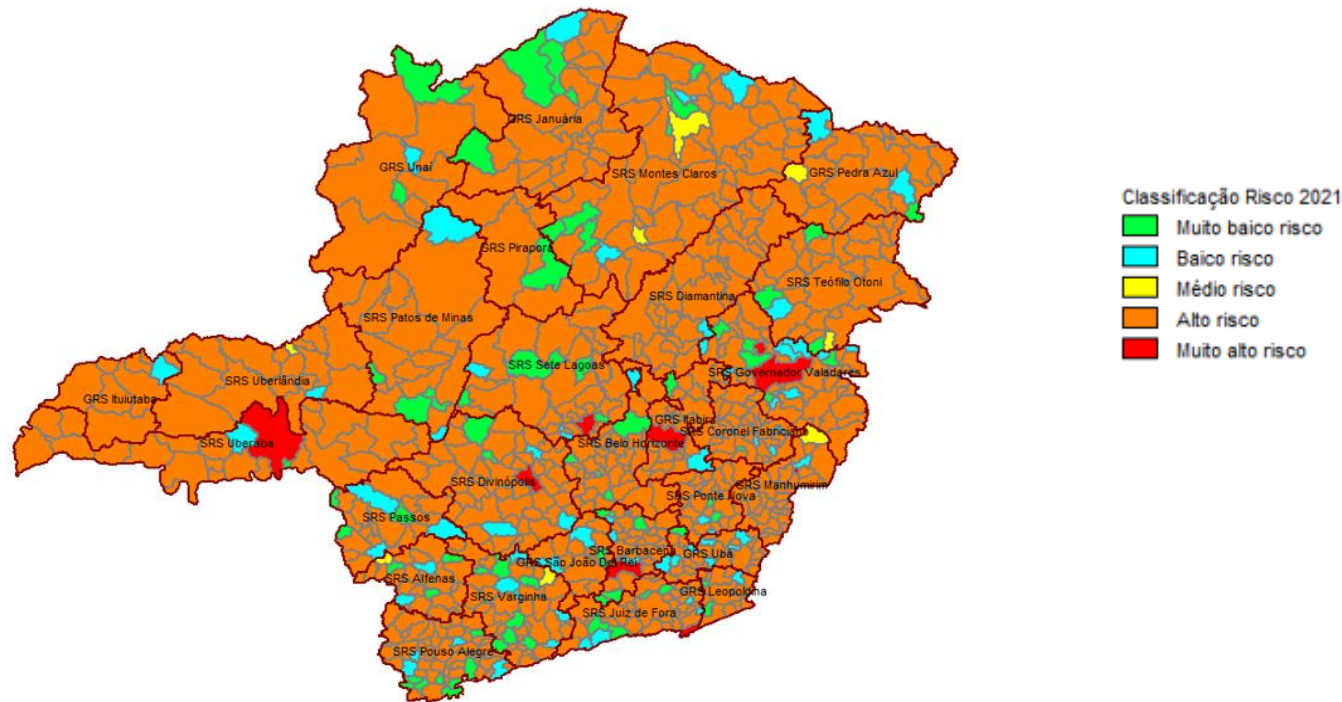 GRS Januária
GRS Unaí
SRS Montes Claros
GRS Pedra Azul
GRS Pirapora
SRS Teófilo Otoni
SRS Diamantina
SRS Patos de Minas
SRS Sete Lagoas
SRS Governador Valadares
SRS Uberlândia
GRS Ituiutaba
GRS Itabira
SRS Coronel Fabriciano
SRS Belo Horizonte
SRS Uberaba
SRS Divinópolis
SRS Manhumirim
SRS Ponte Nova
SRS Passos
SRS Barbacena
GRS Ubá
GRS São João Del Rei
SRS Alfenas
SRS Varginha
GRS Leopoldina
SRS Juiz de Fora
SRS Pouso Alegre
Classificação Risco 2021
Muito baico risco
Baico risco
Médio risco
Alto risco
Muito alto risco